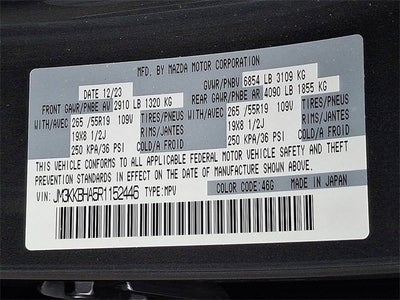 MFD. BY MAZDA MOTOR CORPORATION
DATE 12/23 GVWR/PNBV 6854 LB 3109 KG
FRONT GAWR/PNBE AV 2910 LB 1320 KG REAR GAWR/PNBE AR 4090 LB 1855 KG
WITH/AVEC 265 /55R19 109W TIRES/PNEUS WITH/AVEC 265 /55R19 109W TIRES/PNEUS
19X8 1/2J RIMS/JANTES 19X8 1/2J RIMS/JANTES
250 KPA/36 PSI COLD/A FROID 250 KPA/36 PSI COLD/A FROID
THIS VEHICLE CONFORMS TO ALL APPLICABLE FEDERAL MOTOR VEHICLE SAFETY AND THEFT
PREVENTION STANDARDS IN EFFECT ON THE DATE OF MANUFACTURE SHOWN ABOVE.
VIN: JM3KKBHA5R1152446 TYPE:MPV COLOR CODE:46G MADE IN JAPAN